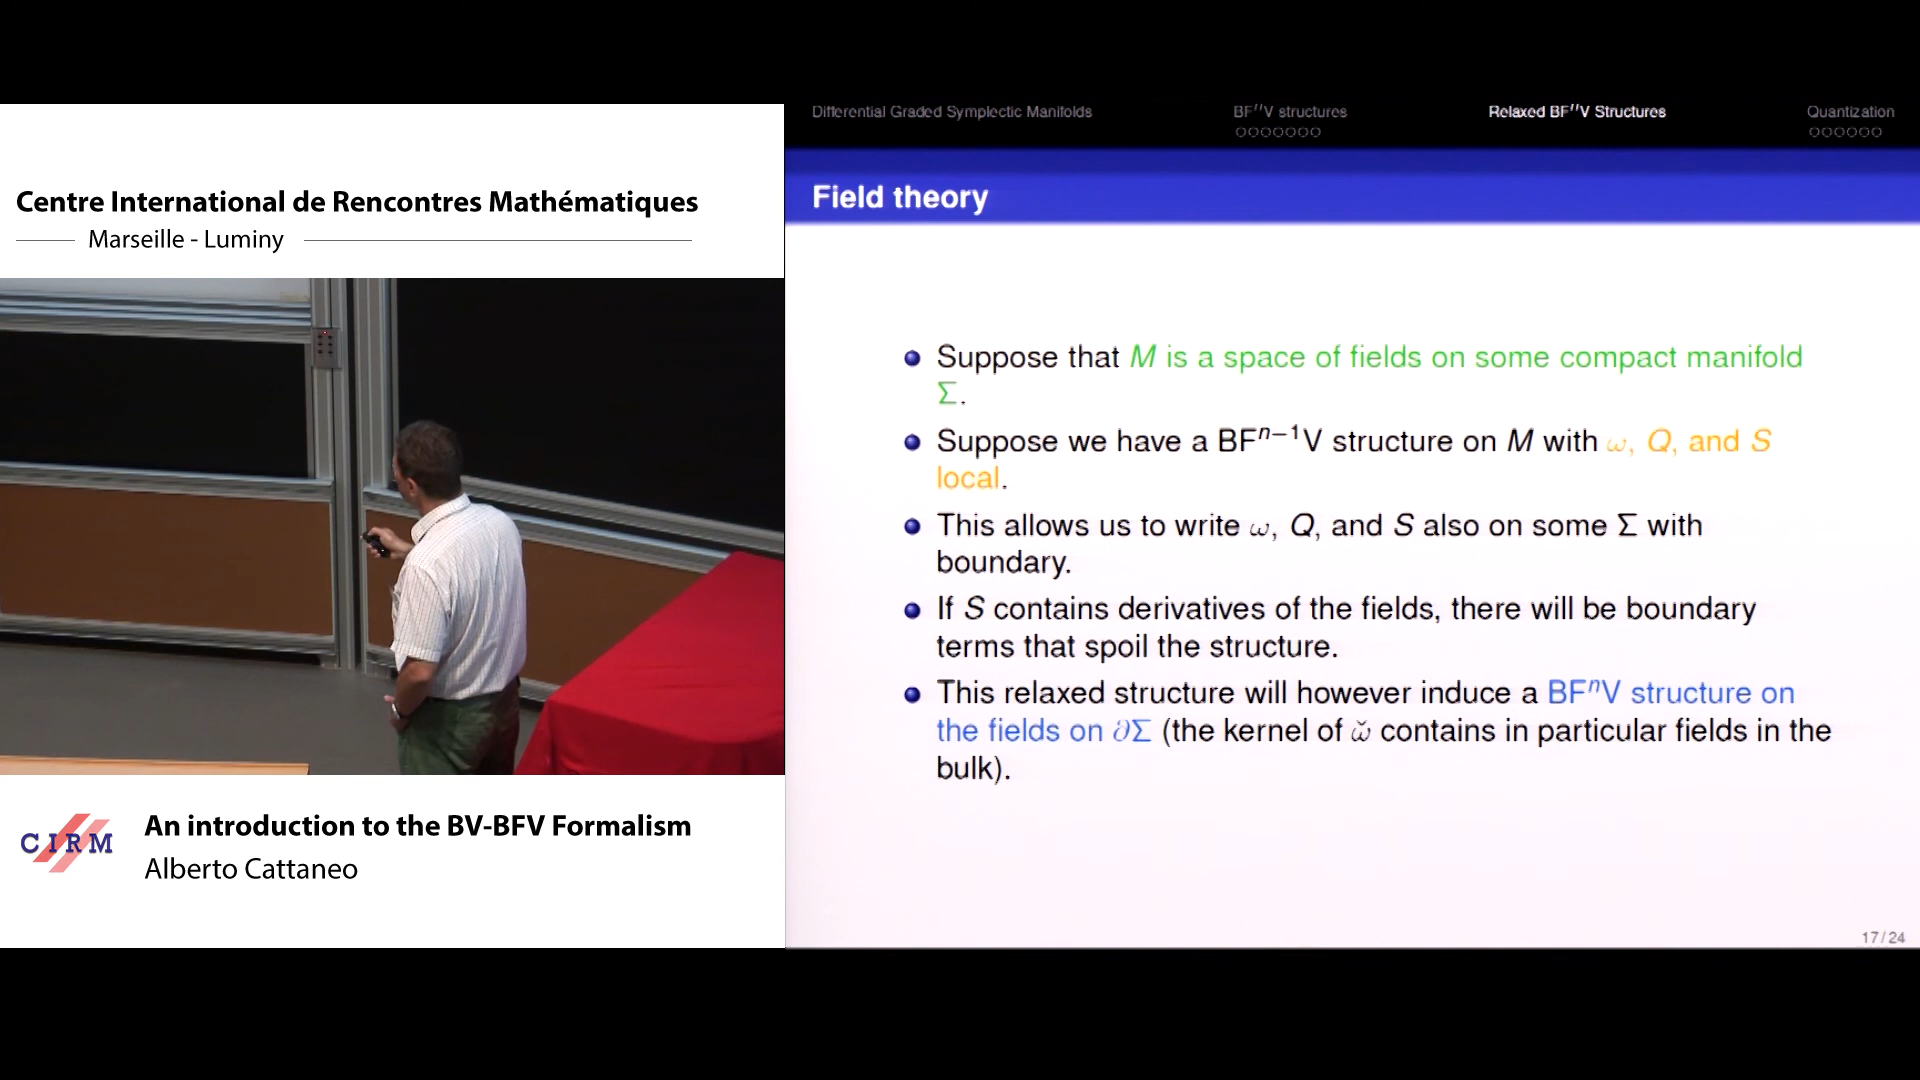 Centre International de Rencontres Mathématiques
Marseille - Luminy
CIRM
An introduction to the BV-BFV Formalism
Alberto Cattaneo
Differential Graded Symplectic Manifolds
BFⁿV structures
Relaxed BFⁿV Structures
Quantization
Field theory
Suppose that M is a space of fields on some compact manifold
Σ.
Suppose we have a BFⁿ⁻¹V structure on M with ω, Q, and S
local.
This allows us to write ω, Q, and S also on some Σ with
boundary.
If S contains derivatives of the fields, there will be boundary
terms that spoil the structure.
This relaxed structure will however induce a BFⁿV structure on
the fields on ∂Σ (the kernel of ω̌ contains in particular fields in the
bulk).
17/24